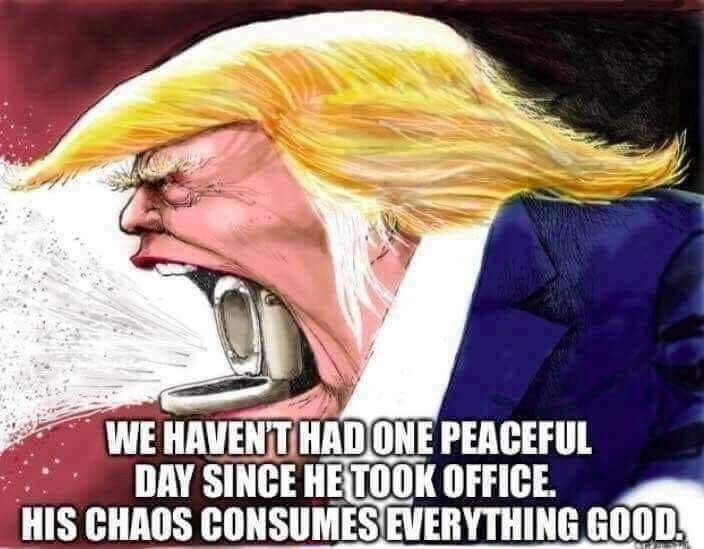 WE HAVEN'T HAD ONE PEACEFUL
DAY SINCE HE TOOK OFFICE.
HIS CHAOS CONSUMES EVERYTHING GOOD.